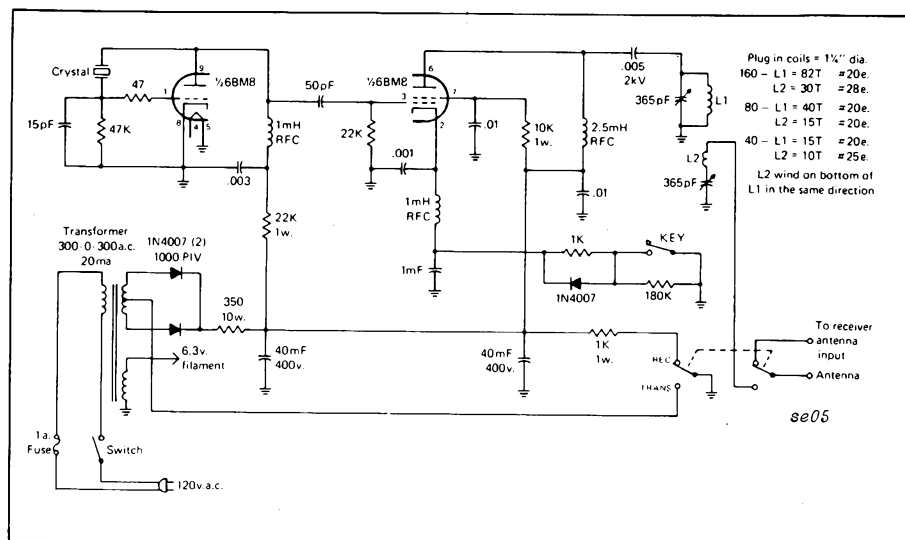 Crystal
47
1
9
½6BM8
8
4
5
15pF
47K
.003
1mH
RFC
22K
1w.
50pF
22K
.001
½6BM8
6
3
7
2
.01
10K
1w.
2.5mH
RFC
.01
.005
2kV
365pF
L1
L2
365pF
Plug in coils = 1¼" dia.
160 – L1 = 82T #20e.
L2 = 30T #28e.
80 – L1 = 40T #20e.
L2 = 15T #20e.
40 – L1 = 15T #20e.
L2 = 10T #25e.
L2 wind on bottom of
L1 in the same direction
1mH
RFC
1mF
1K
1N4007
KEY
180K
Transformer
300-0-300a.c.
20ma
1N4007 (2)
1000 PIV
350
10w.
6.3v.
filament
40mF
400v.
40mF
400v.
1K
1w.
REC
TRANS
To receiver
antenna
input
Antenna
se05
1a.
Fuse
Switch
120v.a.c.